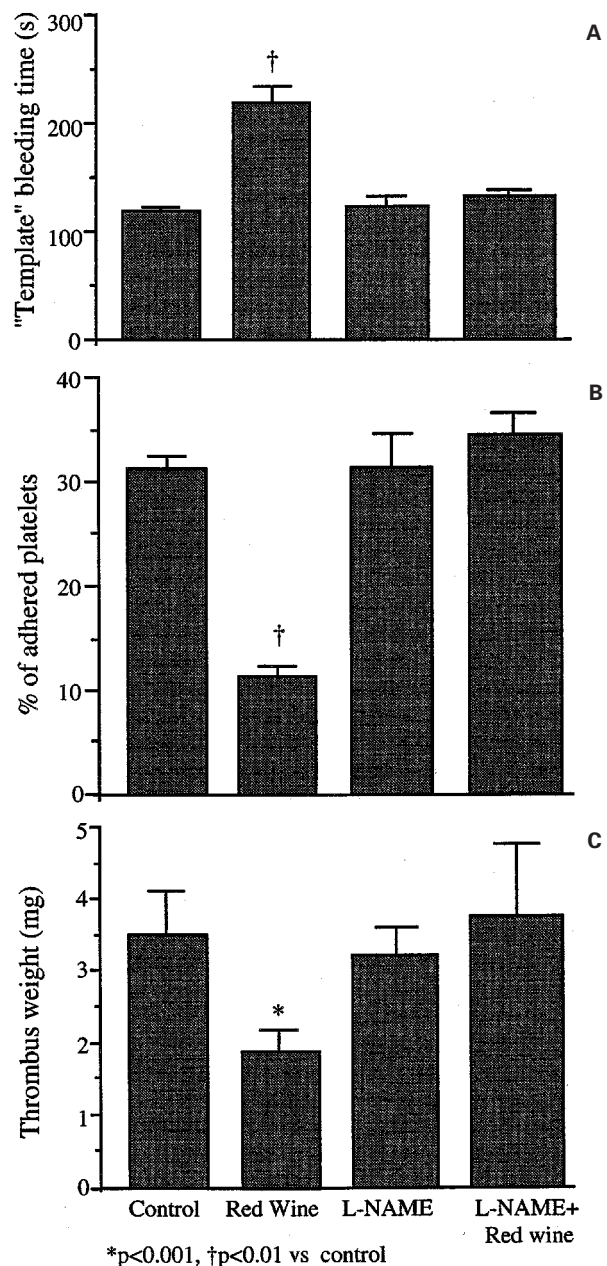 A
"Template" bleeding time (s)
300
200
100
0
†
B
% of adhered platelets
40
30
20
10
0
†
C
Thrombus weight (mg)
5
4
3
2
1
0
*
Control Red Wine L-NAME L-NAME+
Red wine
*p<0.001, †p<0.01 vs control